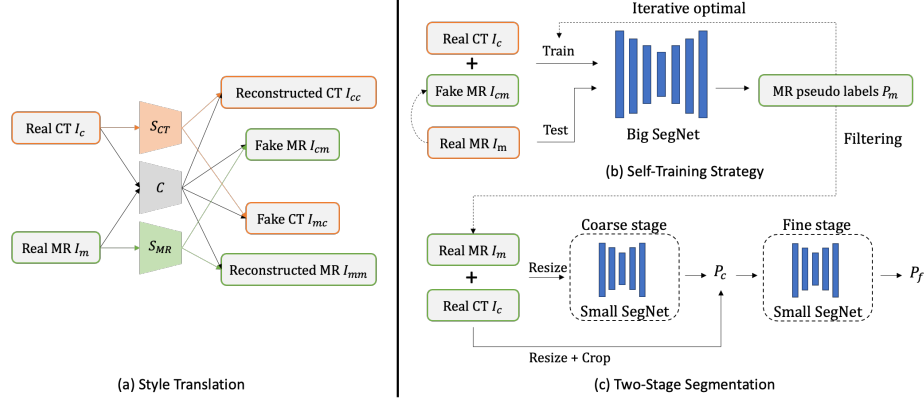 Real CT I_c
Real MR I_m
S_CT
C
S_MR
Reconstructed CT I_cc
Fake MR I_cm
Fake CT I_mc
Reconstructed MR I_mm
(a) Style Translation
Iterative optimal
Real CT I_c
+
Fake MR I_cm
Real MR I_m
Train
Test
Big SegNet
MR pseudo labels P_m
Filtering
(b) Self-Training Strategy
Real MR I_m
+
Real CT I_c
Resize
Coarse stage
Small SegNet
P_c
Fine stage
Small SegNet
P_f
Resize + Crop
(c) Two-Stage Segmentation